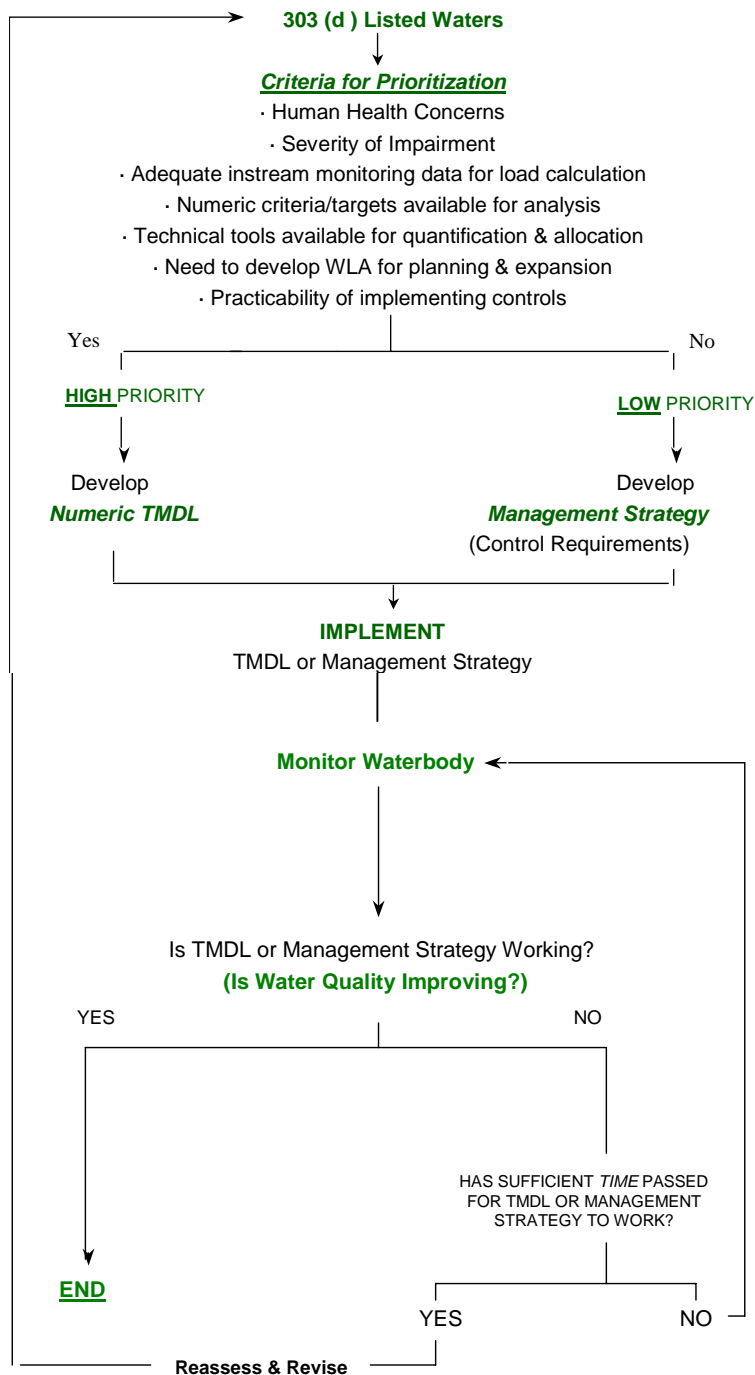 303 (d ) Listed Waters
Criteria for Prioritization
· Human Health Concerns
· Severity of Impairment
· Adequate instream monitoring data for load calculation
· Numeric criteria/targets available for analysis
· Technical tools available for quantification & allocation
· Need to develop WLA for planning & expansion
· Practicability of implementing controls
Yes
No
HIGH PRIORITY
LOW PRIORITY
Develop
Numeric TMDL
Develop
Management Strategy
(Control Requirements)
IMPLEMENT
TMDL or Management Strategy
Monitor Waterbody
Is TMDL or Management Strategy Working?
(Is Water Quality Improving?)
YES
NO
HAS SUFFICIENT TIME PASSED
FOR TMDL OR MANAGEMENT
STRATEGY TO WORK?
END
YES
NO
Reassess & Revise